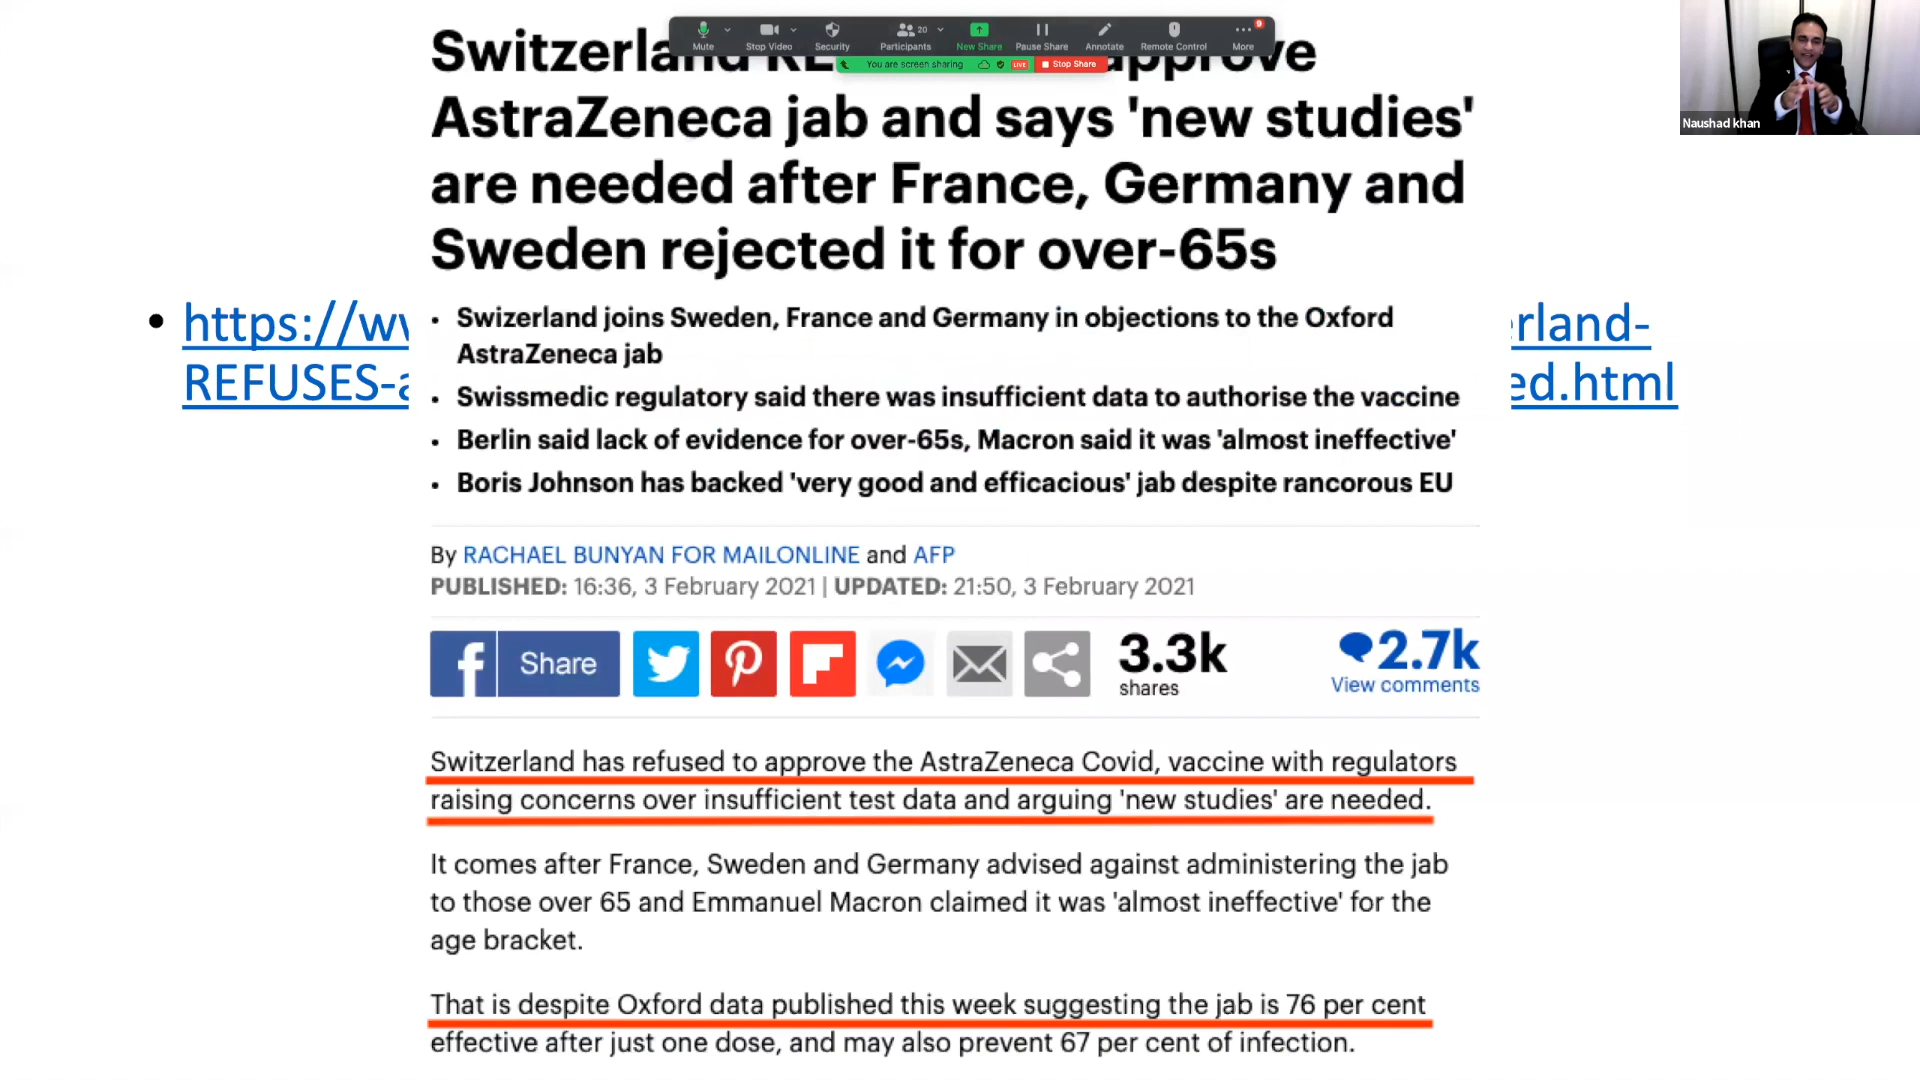 Mute
Stop Video
Security
20
Participants
New Share
Pause Share
Annotate
Remote Control
9
More
You are screen sharing
LIVE
Stop Share
Naushad khan
Switzerland approve
AstraZeneca jab and says 'new studies'
are needed after France, Germany and
Sweden rejected it for over-65s
• https://ww
rland-
REFUSES-a
ed.html
• Swizerland joins Sweden, France and Germany in objections to the Oxford
AstraZeneca jab
• Swissmedic regulatory said there was insufficient data to authorise the vaccine
• Berlin said lack of evidence for over-65s, Macron said it was 'almost ineffective'
• Boris Johnson has backed 'very good and efficacious' jab despite rancorous EU
By RACHAEL BUNYAN FOR MAILONLINE and AFP
PUBLISHED: 16:36, 3 February 2021 | UPDATED: 21:50, 3 February 2021
Share
3.3k
shares
2.7k
View comments
Switzerland has refused to approve the AstraZeneca Covid, vaccine with regulators
raising concerns over insufficient test data and arguing 'new studies' are needed.
It comes after France, Sweden and Germany advised against administering the jab
to those over 65 and Emmanuel Macron claimed it was 'almost ineffective' for the
age bracket.
That is despite Oxford data published this week suggesting the jab is 76 per cent
effective after just one dose, and may also prevent 67 per cent of infection.